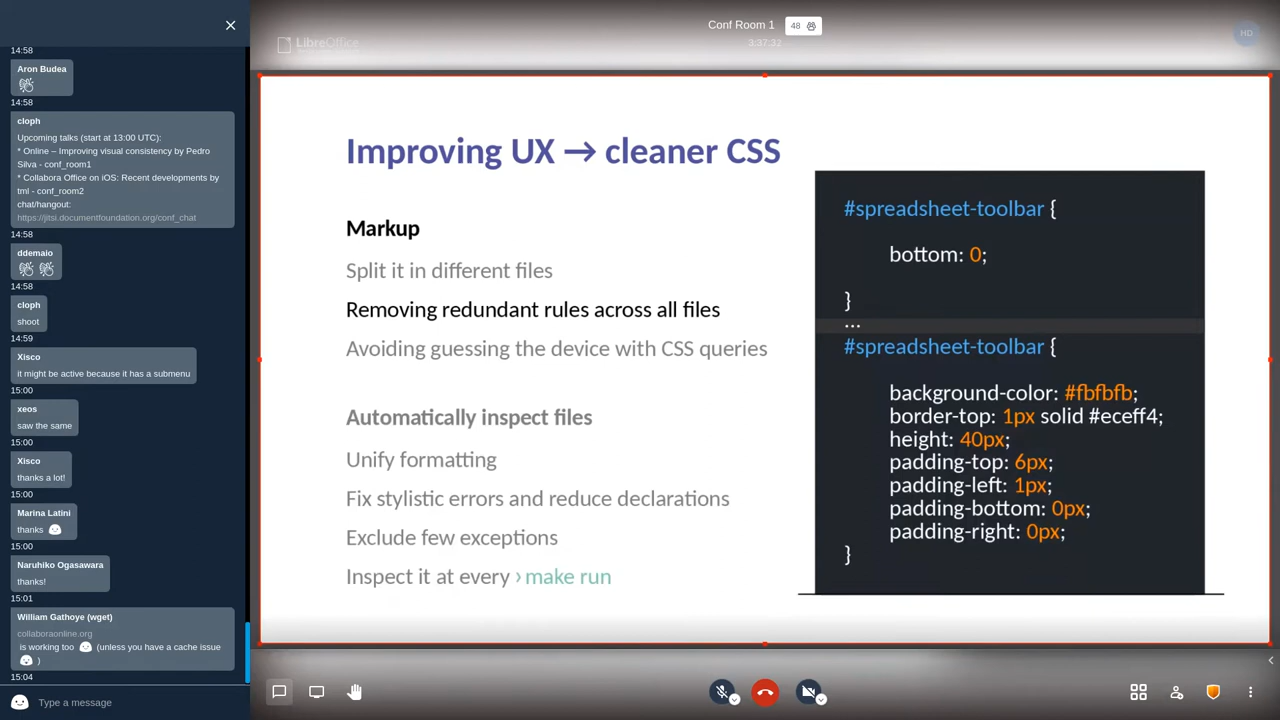 14:58
Aron Budea
14:58
cloph
Upcoming talks (start at 13:00 UTC):
* Online – Improving visual consistency by Pedro
Silva - conf_room1
* Collabora Office on iOS: Recent developments by
tml - conf_room2
chat/hangout:
https://jitsi.documentfoundation.org/conf_chat
14:58
ddemaio
14:58
cloph
shoot
14:59
Xisco
it might be active because it has a submenu
15:00
xeos
saw the same
15:00
Xisco
thanks a lot!
15:00
Marina Latini
thanks
15:00
Naruhiko Ogasawara
thanks!
15:01
William Gathoye (wget)
collaboraonline.org
is working too (unless you have a cache issue
)
15:04
Type a message
Conf Room 1 48
3:37:32
LibreOffice
HD
Improving UX → cleaner CSS
Markup
Split it in different files
Removing redundant rules across all files
Avoiding guessing the device with CSS queries
Automatically inspect files
Unify formatting
Fix stylistic errors and reduce declarations
Exclude few exceptions
Inspect it at every › make run
#spreadsheet-toolbar {
bottom: 0;
}
...
#spreadsheet-toolbar {
background-color: #fbfbfb;
border-top: 1px solid #eceff4;
height: 40px;
padding-top: 6px;
padding-left: 1px;
padding-bottom: 0px;
padding-right: 0px;
}